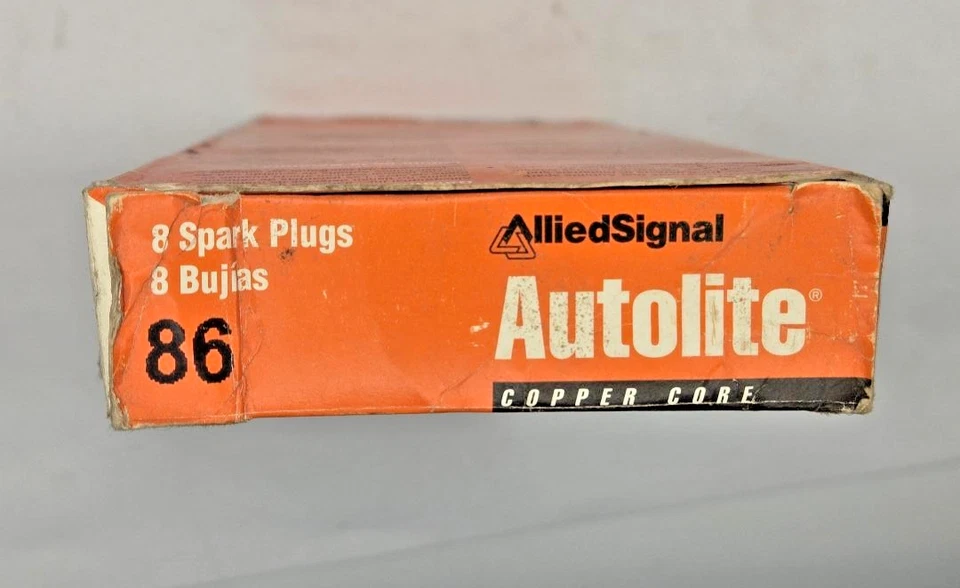 8 Spark Plugs
8 Bujías
86
AlliedSignal
Autolite®
COPPER CORE